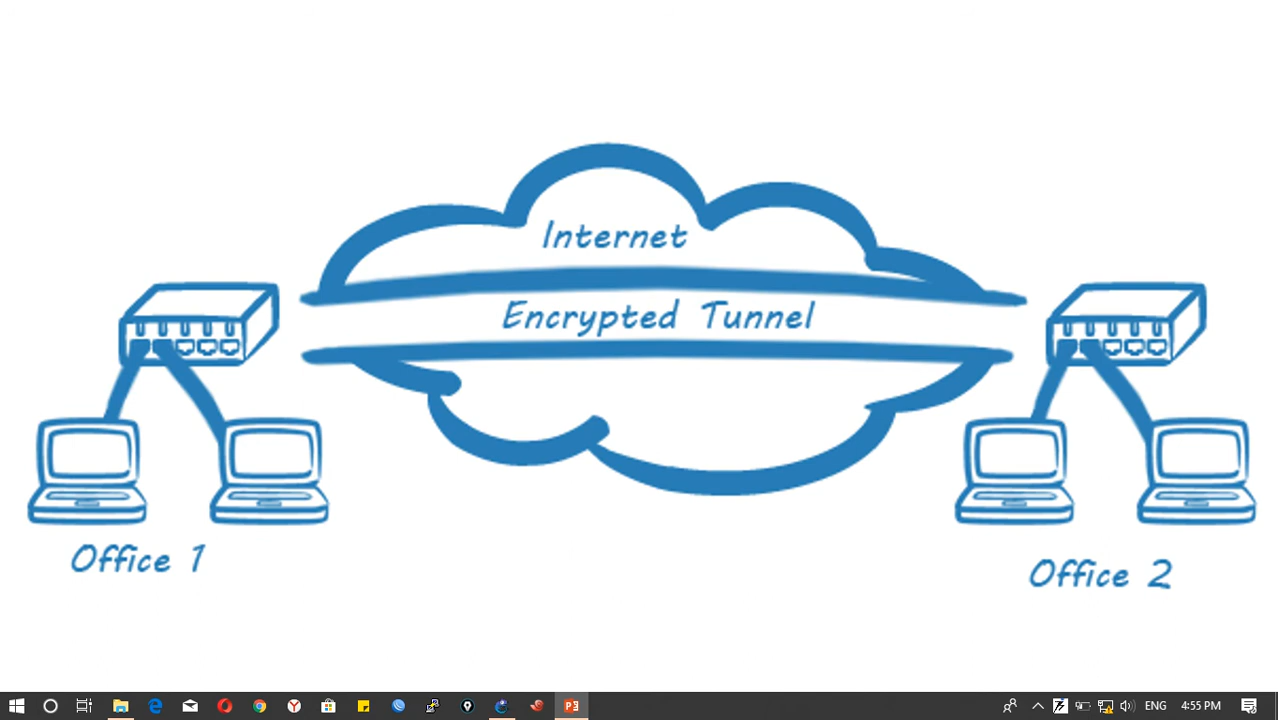 Internet
Encrypted Tunnel
Office 1
Office 2
ENG
4:55 PM